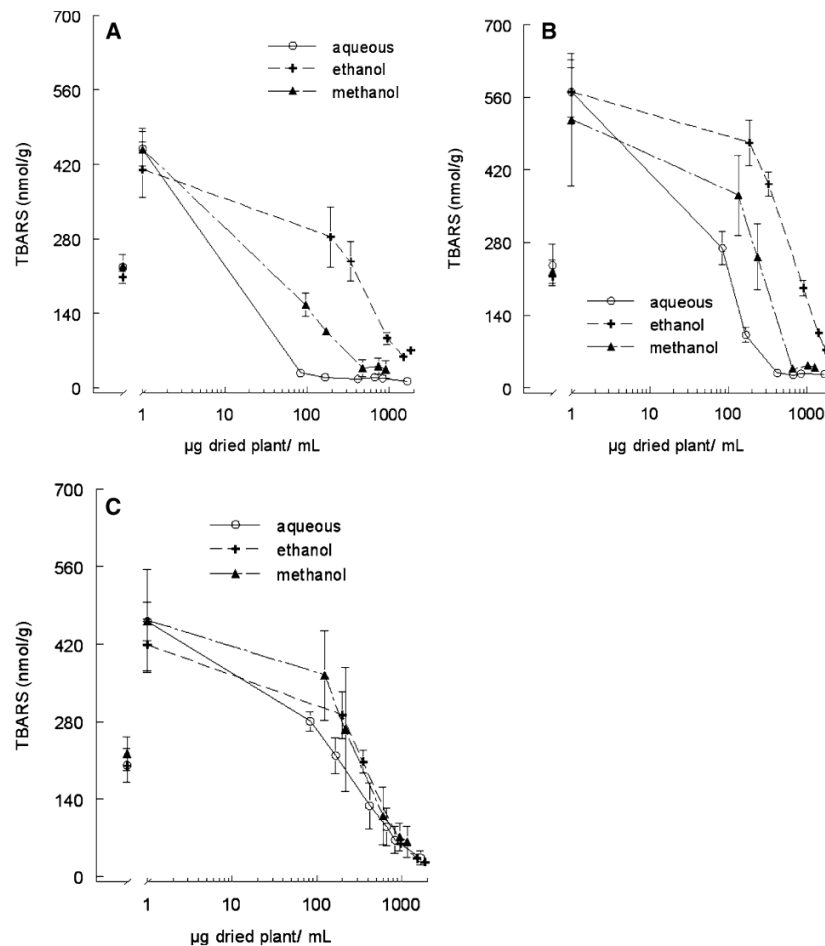 A
700
560
420
280
140
0
TBARS (nmol/g)
aqueous
ethanol
methanol
1 10 100 1000
µg dried plant/ mL
B
700
560
420
280
140
0
TBARS (nmol/g)
aqueous
ethanol
methanol
1 10 100 1000
µg dried plant/ mL
C
700
560
420
280
140
0
TBARS (nmol/g)
aqueous
ethanol
methanol
1 10 100 1000
µg dried plant/ mL